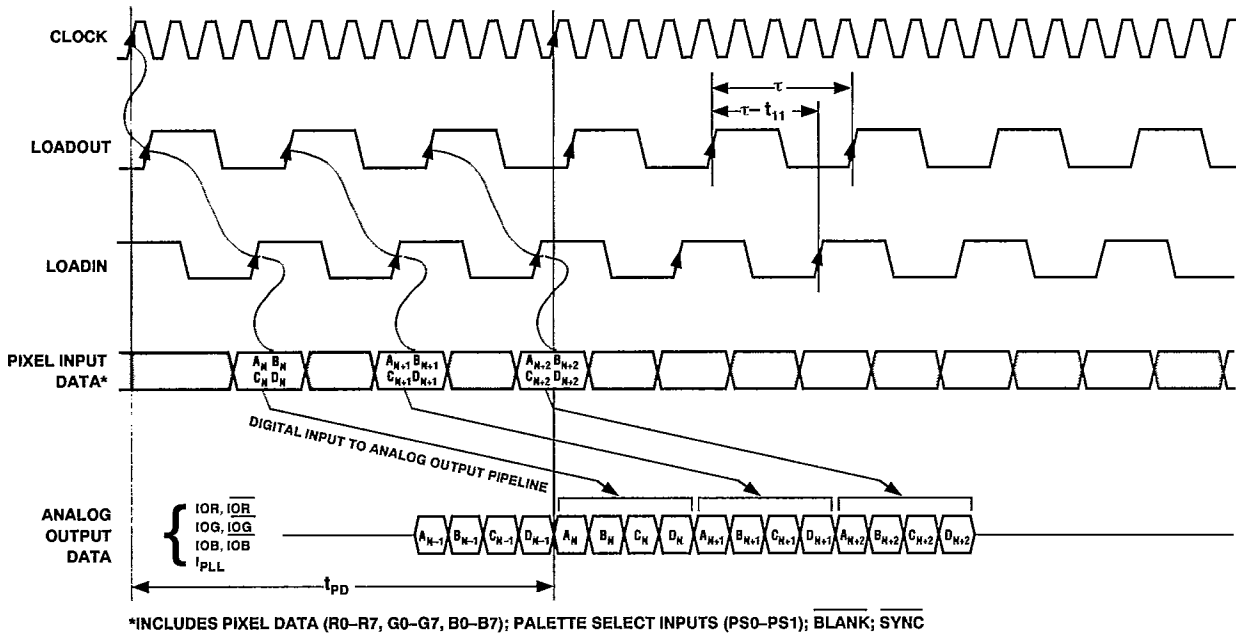 CLOCK
τ
τ– t11
LOADOUT
LOADIN
PIXEL INPUT
DATA*
AN BN
CN DN
AN+1 BN+1
CN+1 DN+1
AN+2 BN+2
CN+2 DN+2
DIGITAL INPUT TO ANALOG OUTPUT PIPELINE
ANALOG
OUTPUT
DATA
IOR, IOR
IOG, IOG
IOB, IOB
IPLL
AN–1 BN–1 CN–1 DN–1 AN BN CN DN AN+1 BN+1 CN+1 DN+1 AN+2 BN+2 CN+2 DN+2
tPD
*INCLUDES PIXEL DATA (R0–R7, G0–G7, B0–B7); PALETTE SELECT INPUTS (PS0–PS1); BLANK; SYNC